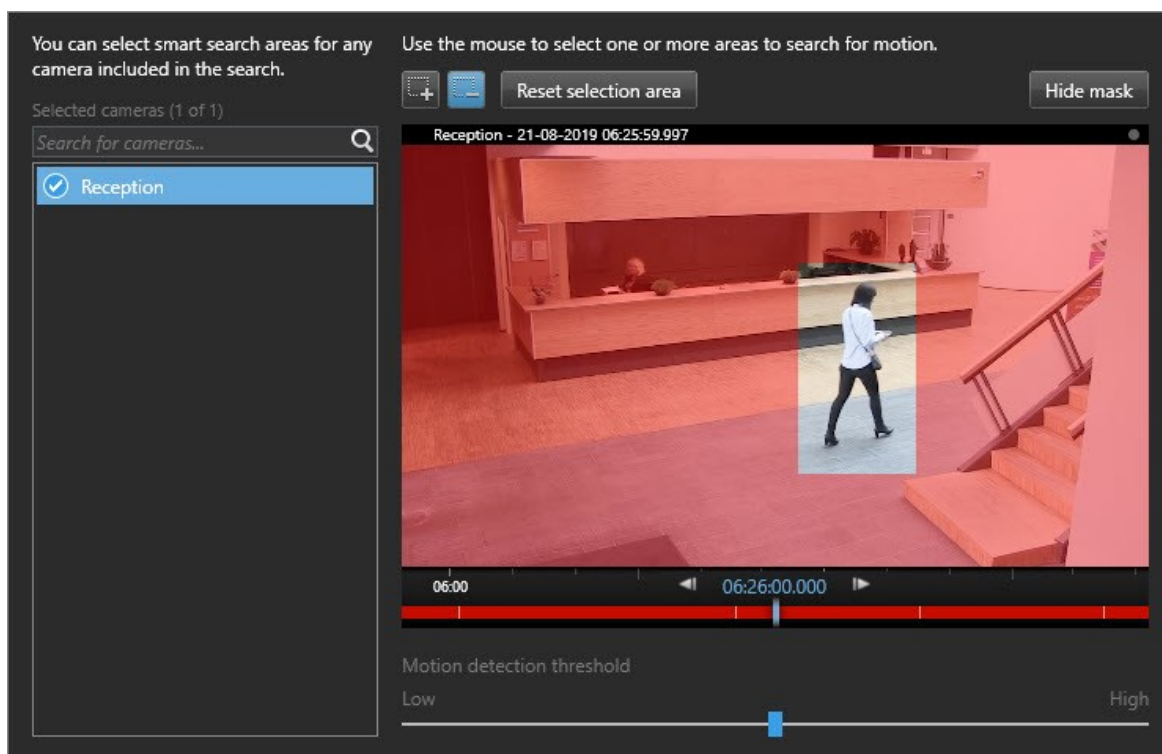 You can select smart search areas for any
camera included in the search.
Selected cameras (1 of 1)
Search for cameras...
Reception
Use the mouse to select one or more areas to search for motion.
Reset selection area
Hide mask
Reception - 21-08-2019 06:25:59.997
06:00
06:26:00.000
Motion detection threshold
Low
High